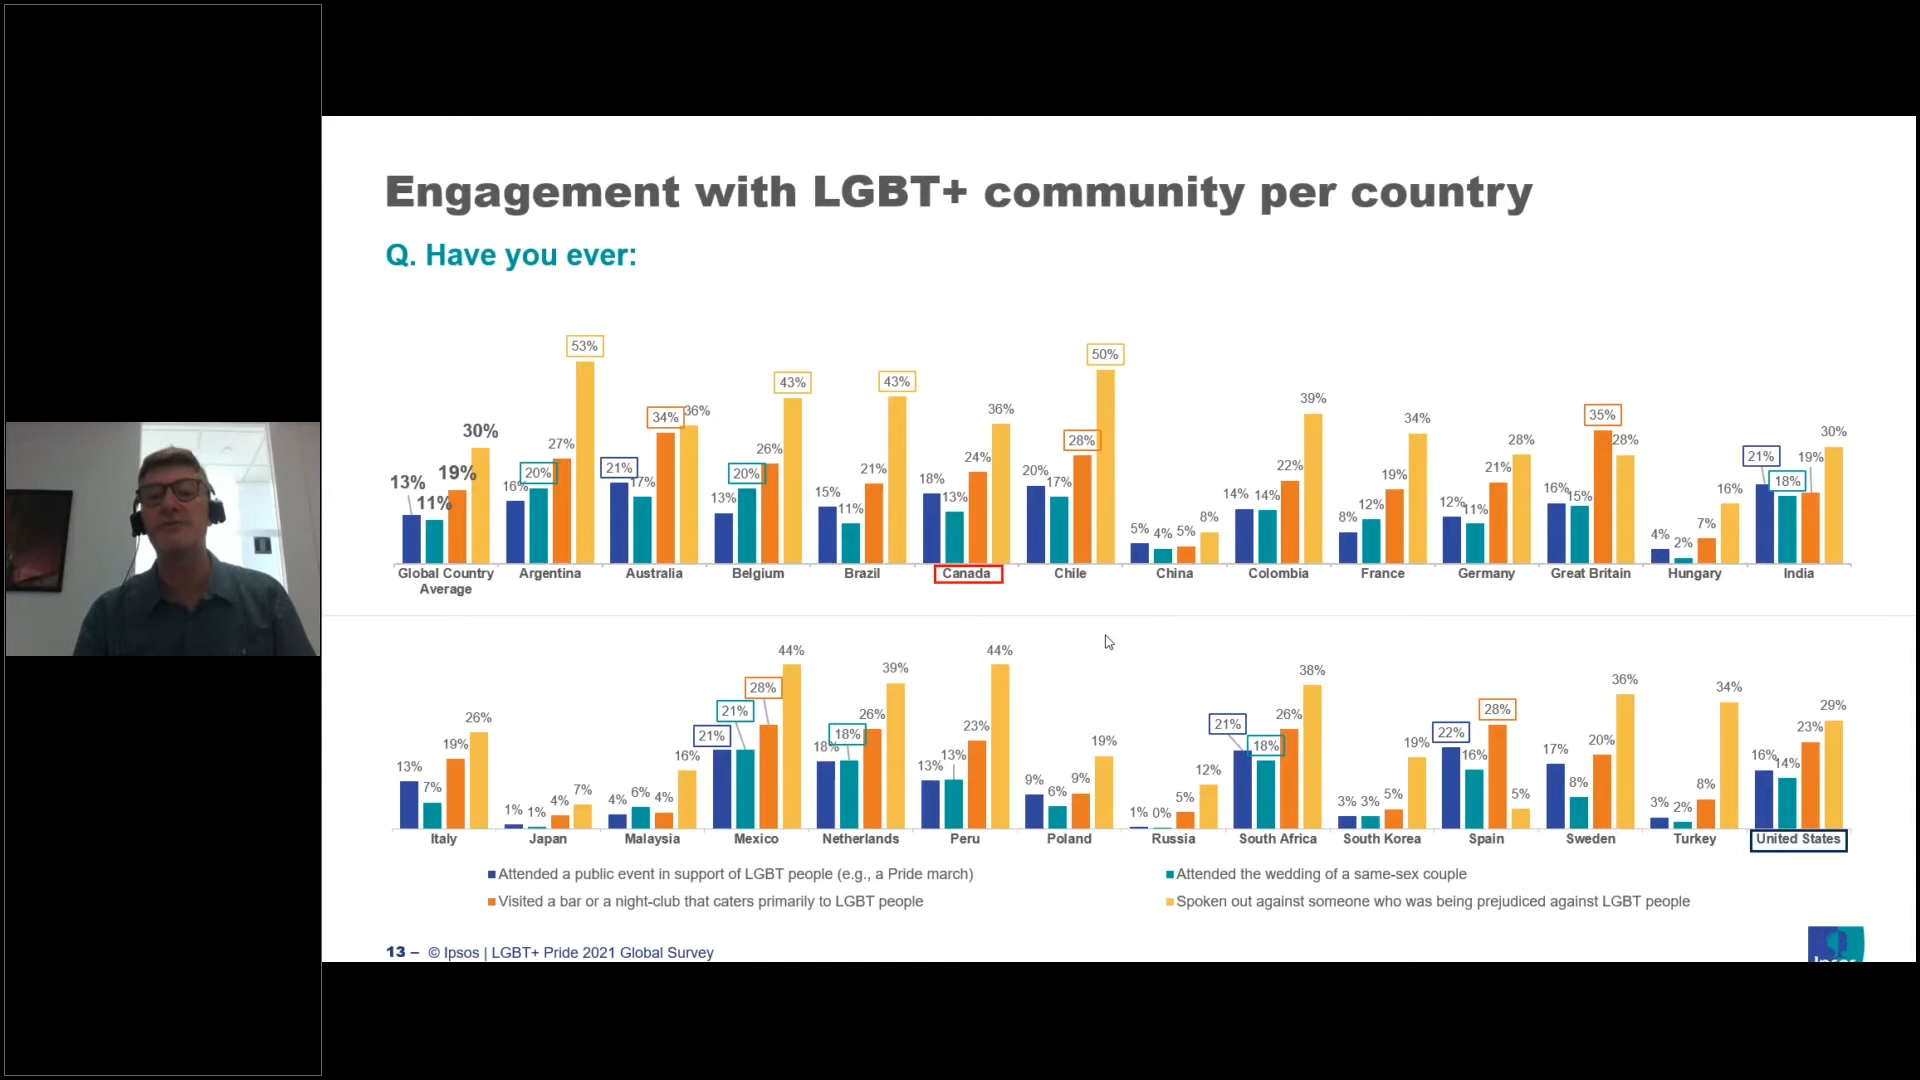 Engagement with LGBT+ community per country
Q. Have you ever:
13% 11% 19% 30%
16% 20% 27% 53%
21% 17% 34% 36%
13% 20% 26% 43%
15% 11% 21% 43%
18% 13% 24% 36%
20% 17% 28% 50%
5% 4% 5% 8%
14% 14% 22% 39%
8% 12% 19% 34%
12% 11% 21% 28%
16% 15% 35% 28%
4% 2% 7% 16%
21% 18% 19% 30%
Global Country Argentina Australia Belgium Brazil Canada Chile China Colombia France Germany Great Britain Hungary India
Average
13% 7% 19% 26%
1% 1% 4% 7%
4% 6% 4% 16%
21% 21% 28% 44%
18% 18% 26% 39%
13% 13% 23% 44%
9% 6% 9% 19%
1% 0% 5% 12%
21% 18% 26% 38%
3% 3% 5% 19%
22% 16% 28% 5%
17% 8% 20% 36%
3% 2% 8% 34%
16% 14% 23% 29%
Italy Japan Malaysia Mexico Netherlands Peru Poland Russia South Africa South Korea Spain Sweden Turkey United States
Attended a public event in support of LGBT people (e.g., a Pride march)
Attended the wedding of a same-sex couple
Visited a bar or a night-club that caters primarily to LGBT people
Spoken out against someone who was being prejudiced against LGBT people
13 – © Ipsos | LGBT+ Pride 2021 Global Survey